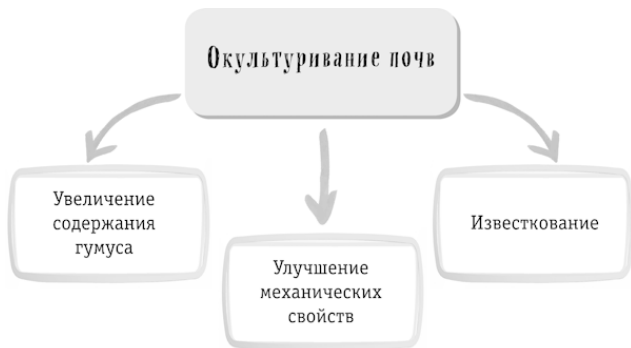 Окультуривание почв
Увеличение
содержания
гумуса
Улучшение
механических
свойств
Известкование